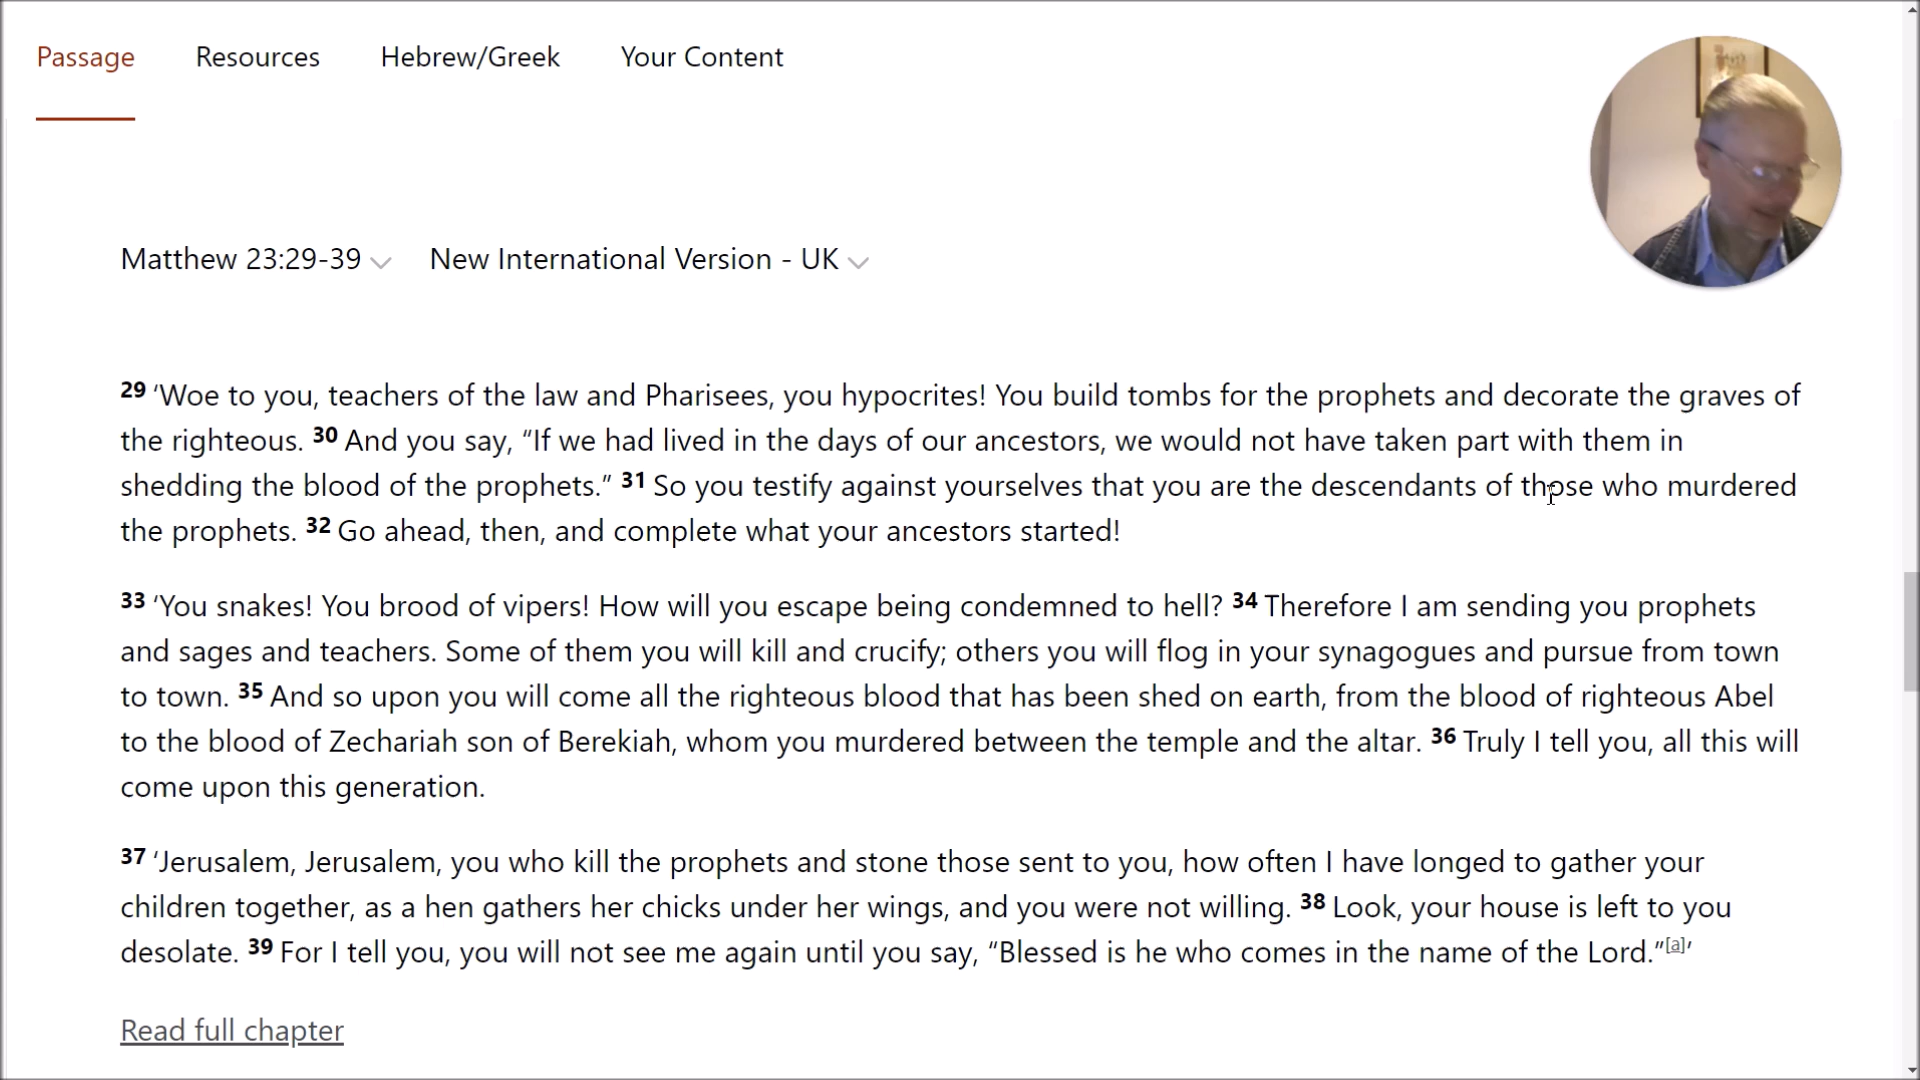 Passage Resources Hebrew/Greek Your Content
Matthew 23:29-39 New International Version - UK
29 ‘Woe to you, teachers of the law and Pharisees, you hypocrites! You build tombs for the prophets and decorate the graves of
the righteous. 30 And you say, “If we had lived in the days of our ancestors, we would not have taken part with them in
shedding the blood of the prophets.” 31 So you testify against yourselves that you are the descendants of those who murdered
the prophets. 32 Go ahead, then, and complete what your ancestors started!
33 ‘You snakes! You brood of vipers! How will you escape being condemned to hell? 34 Therefore I am sending you prophets
and sages and teachers. Some of them you will kill and crucify; others you will flog in your synagogues and pursue from town
to town. 35 And so upon you will come all the righteous blood that has been shed on earth, from the blood of righteous Abel
to the blood of Zechariah son of Berekiah, whom you murdered between the temple and the altar. 36 Truly I tell you, all this will
come upon this generation.
37 ‘Jerusalem, Jerusalem, you who kill the prophets and stone those sent to you, how often I have longed to gather your
children together, as a hen gathers her chicks under her wings, and you were not willing. 38 Look, your house is left to you
desolate. 39 For I tell you, you will not see me again until you say, “Blessed is he who comes in the name of the Lord.”[a]’
Read full chapter